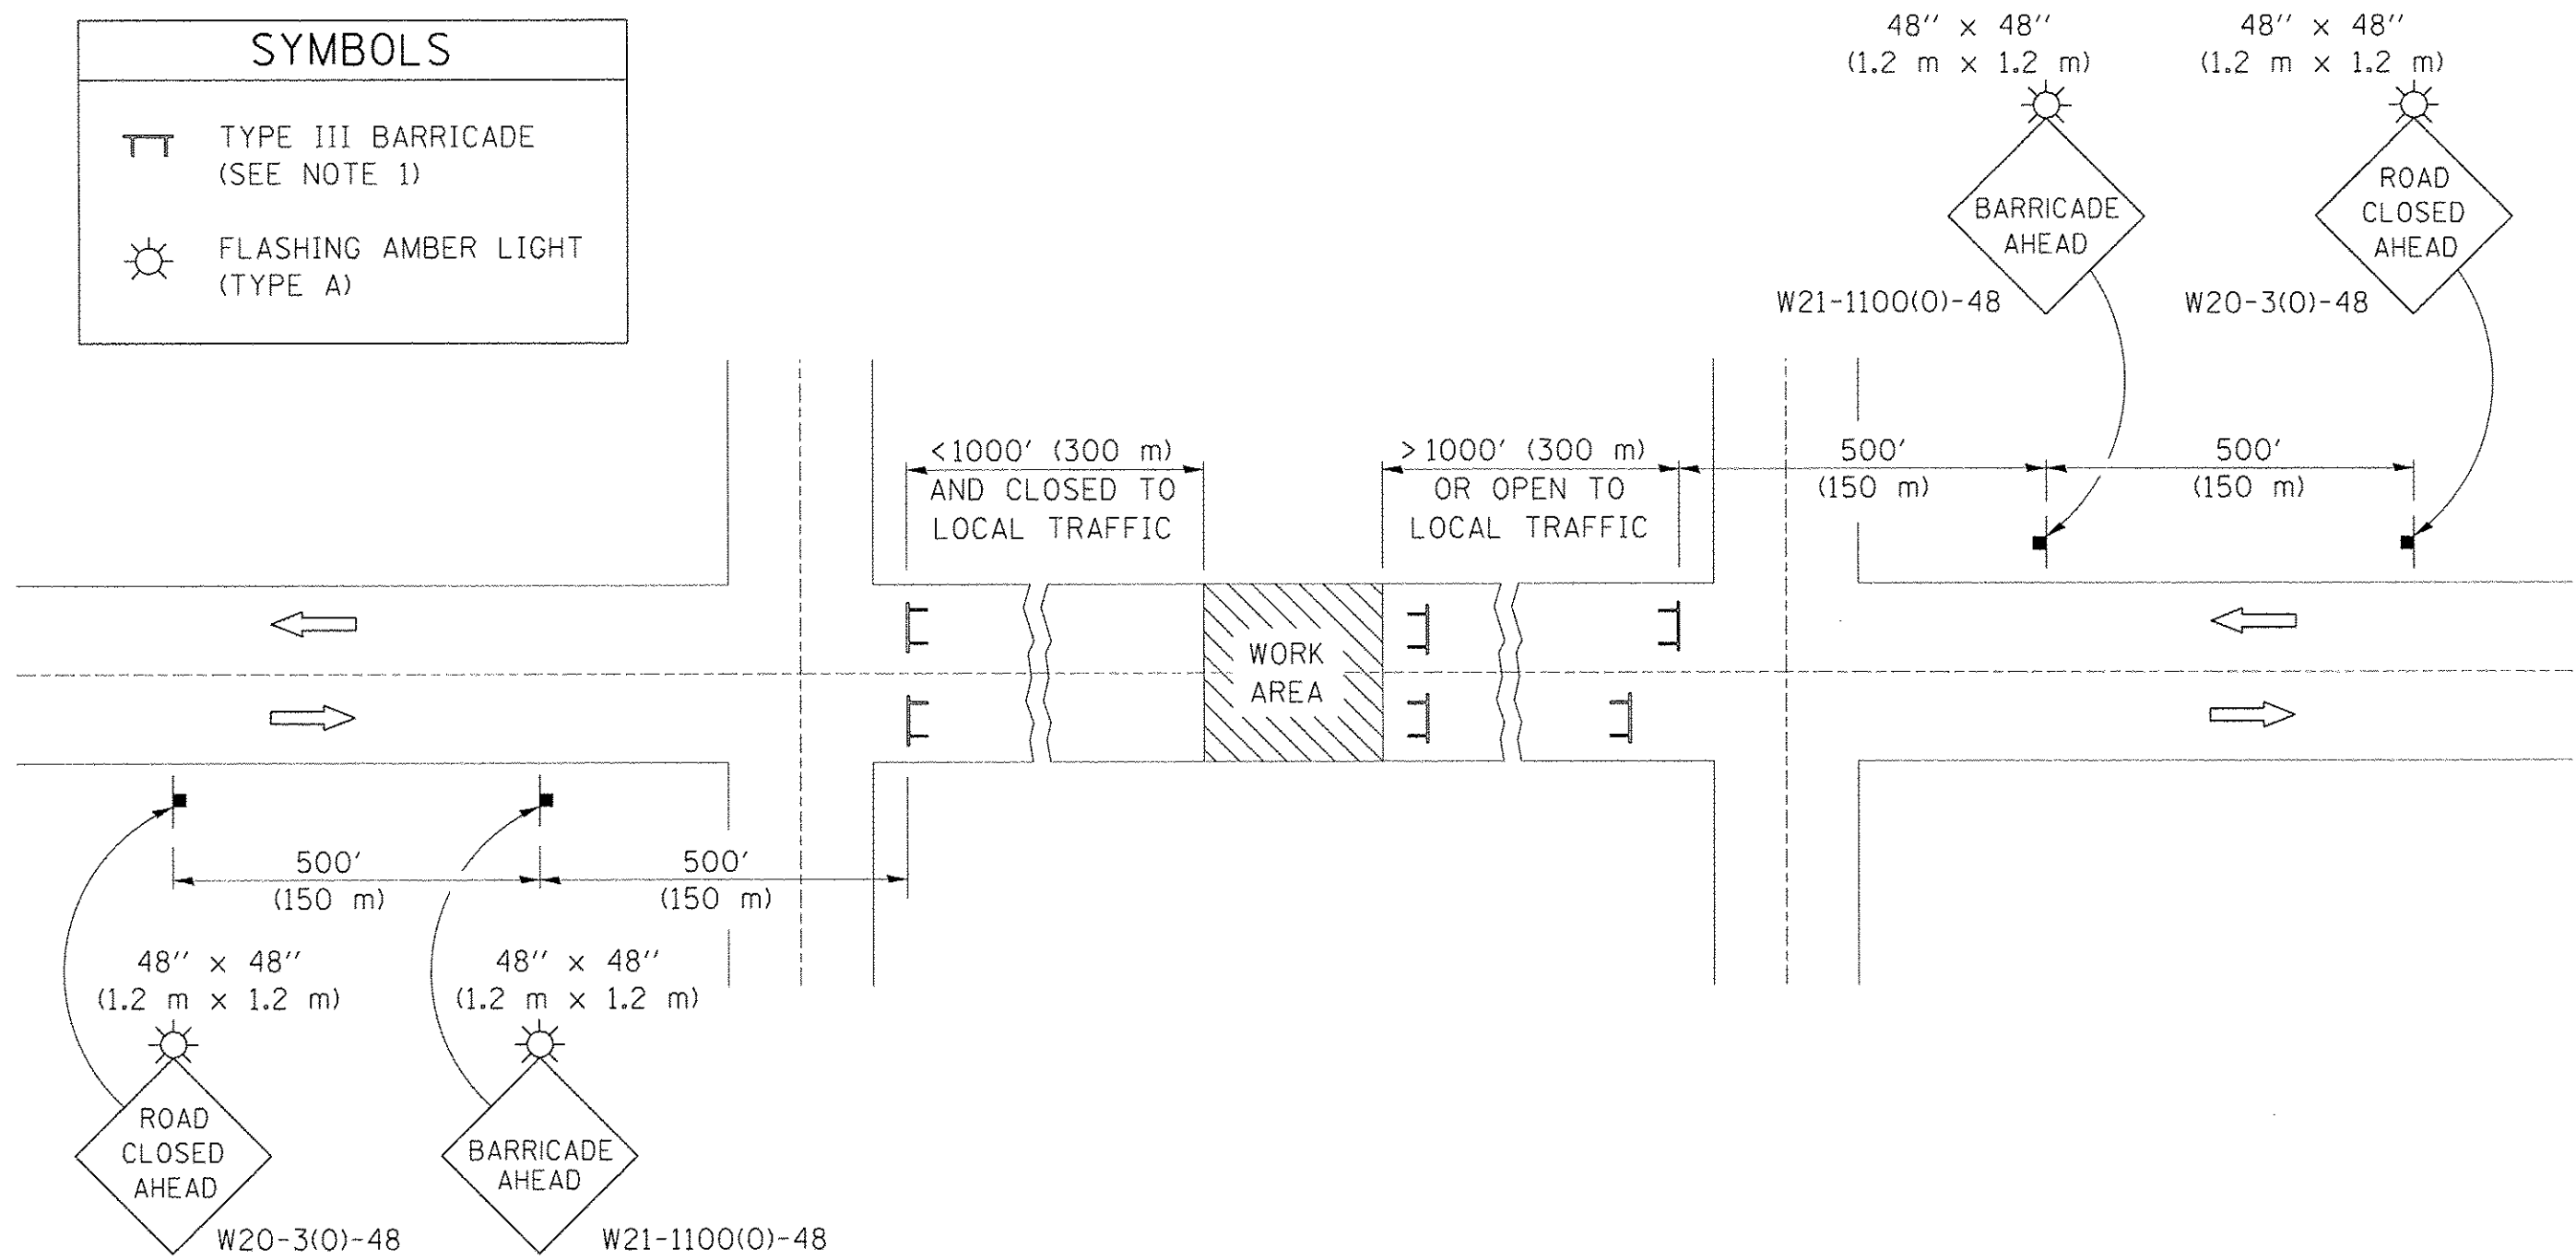 SYMBOLS
TYPE III BARRICADE
(SEE NOTE 1)
FLASHING AMBER LIGHT
(TYPE A)
48" x 48"
(1.2 m x 1.2 m)
BARRICADE
AHEAD
W21-1100(O)-48
48" x 48"
(1.2 m x 1.2 m)
ROAD
CLOSED
AHEAD
W20-3(O)-48
<1000' (300 m)
AND CLOSED TO
LOCAL TRAFFIC
>1000' (300 m)
OR OPEN TO
LOCAL TRAFFIC
500'
(150 m)
500'
(150 m)
WORK
AREA
500'
(150 m)
500'
(150 m)
48" x 48"
(1.2 m x 1.2 m)
ROAD
CLOSED
AHEAD
W20-3(O)-48
48" x 48"
(1.2 m x 1.2 m)
BARRICADE
AHEAD
W21-1100(O)-48